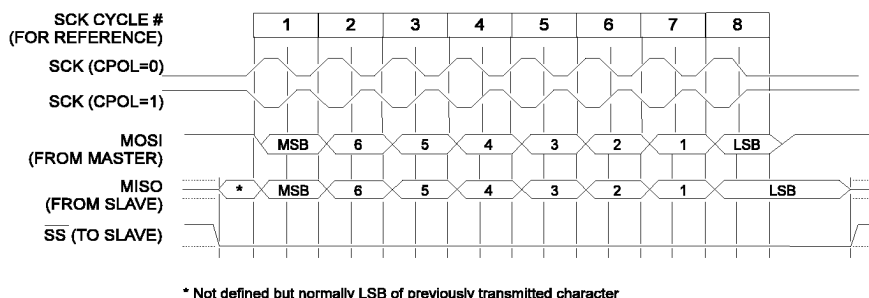 SCK CYCLE #
(FOR REFERENCE)
1 2 3 4 5 6 7 8
SCK (CPOL=0)
SCK (CPOL=1)
MOSI
(FROM MASTER)
MSB 6 5 4 3 2 1 LSB
MISO
(FROM SLAVE)
* MSB 6 5 4 3 2 1 LSB
SS (TO SLAVE)
* Not defined but normally LSB of previously transmitted character